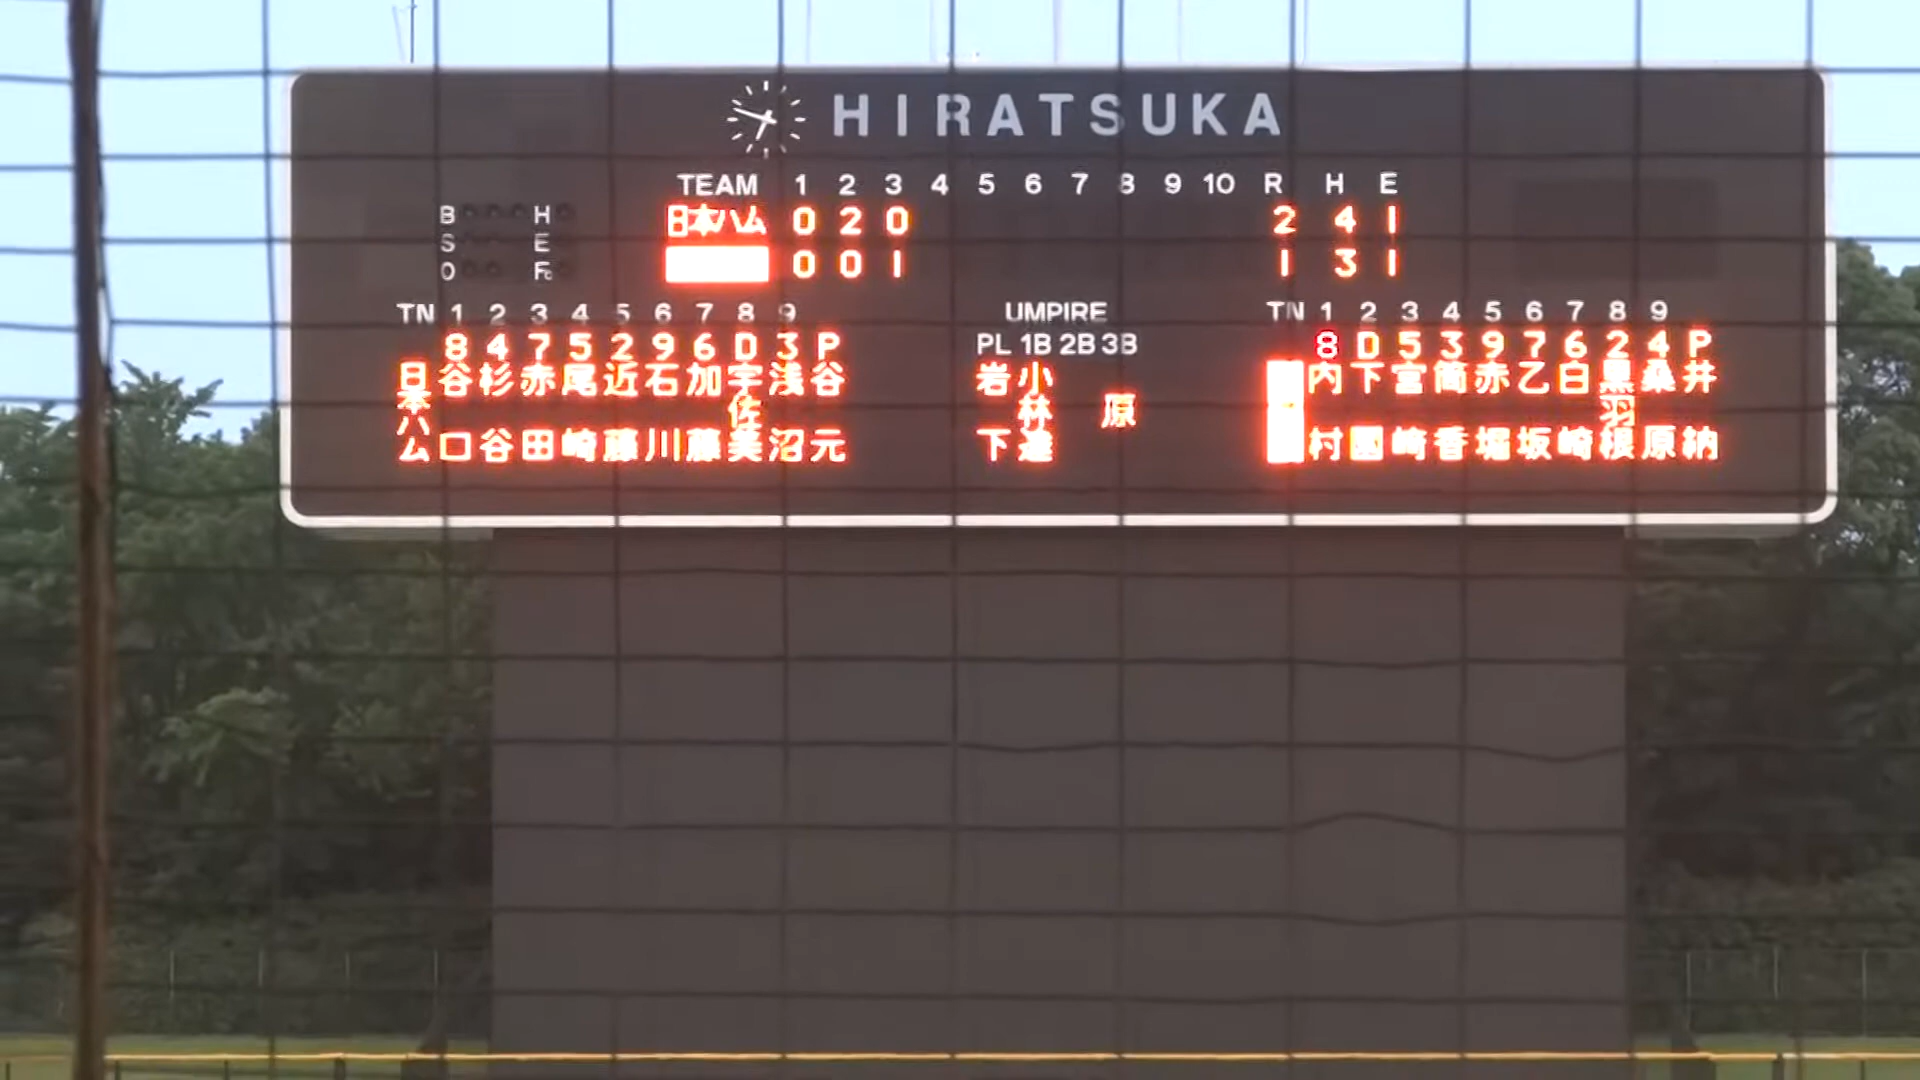 HIRATSUKA
TEAM 1 2 3 4 5 6 7 8 9 10 R H E
B H 日本ハム 0 2 0 2 4 1
S E
O Fc 0 0 1 1 3 1
TN 1 2 3 4 5 6 7 8 9 UMPIRE TN 1 2 3 4 5 6 7 8 9
8 4 7 5 2 9 6 D 3 P PL 1B 2B 3B 8 D 5 3 9 7 6 2 4 P
日本ハム 谷口 杉谷 赤田 尾崎 近藤 石川 加藤 宇佐美 浅沼 谷元 岩下 小林達 原 内村 下園 宮崎 筒香 赤堀 乙坂 白崎 黒羽根 桑原 井納